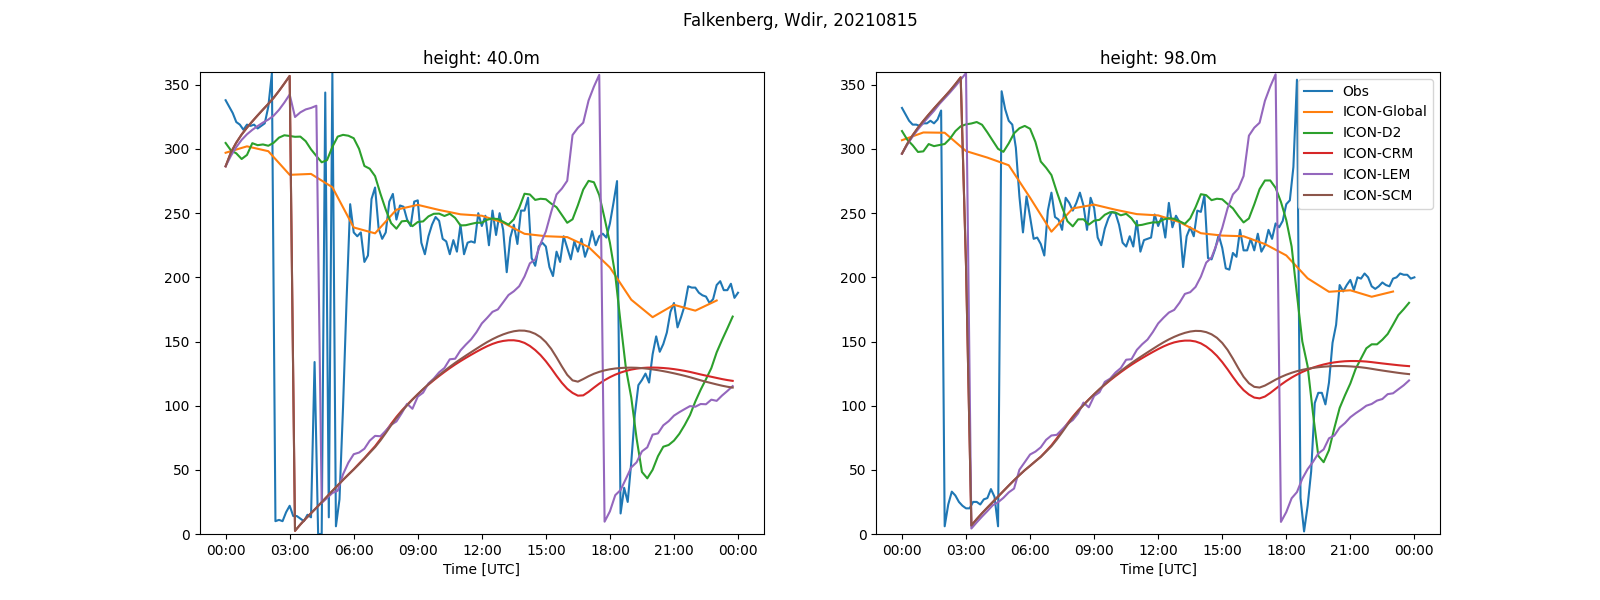 Falkenberg, Wdir, 20210815
height: 40.0m
350
300
250
200
150
100
50
0
00:00 03:00 06:00 09:00 12:00 15:00 18:00 21:00 00:00
Time [UTC]
height: 98.0m
350
300
250
200
150
100
50
0
00:00 03:00 06:00 09:00 12:00 15:00 18:00 21:00 00:00
Time [UTC]
Obs
ICON-Global
ICON-D2
ICON-CRM
ICON-LEM
ICON-SCM